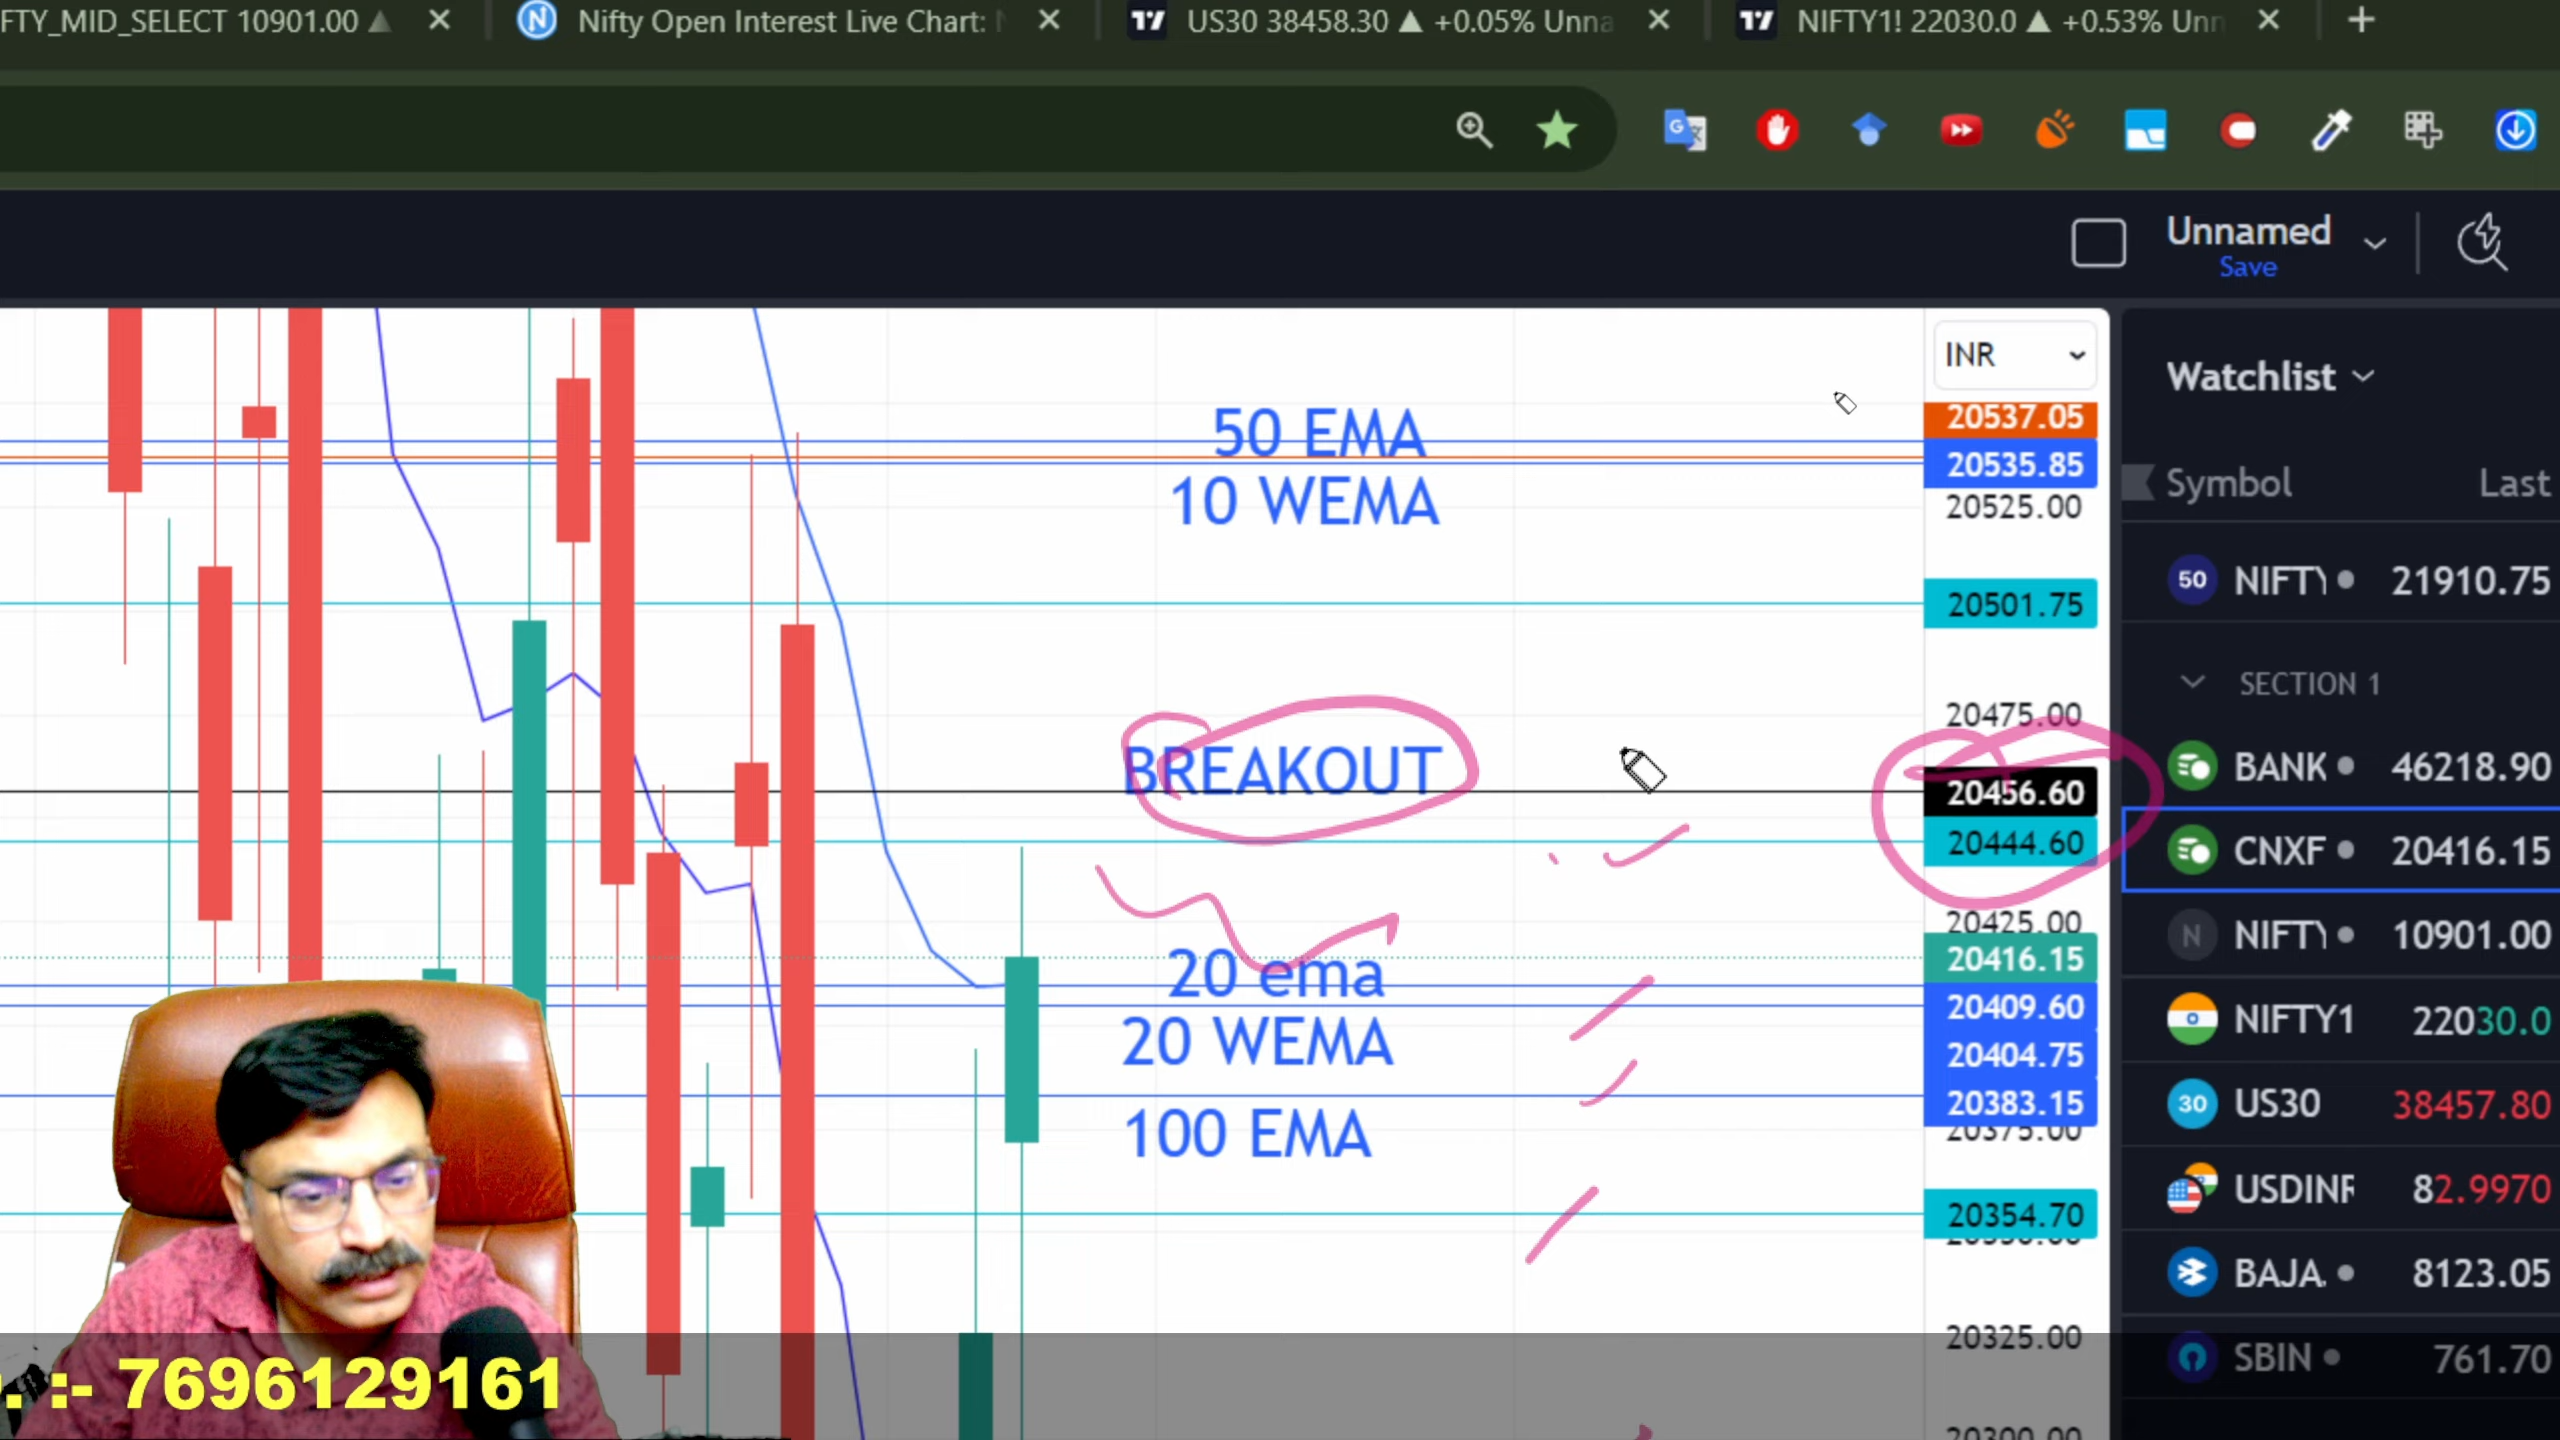 FTY_MID_SELECT 10901.00 ▲
Nifty Open Interest Live Chart:
US30 38458.30 ▲ +0.05% Unna
NIFTY1! 22030.0 ▲ +0.53% Unn
Unnamed
Save
INR
Watchlist
Symbol Last
50 EMA
10 WEMA
BREAKOUT
20 ema
20 WEMA
100 EMA
20537.05
20535.85
20525.00
20501.75
20475.00
20456.60
20444.60
20425.00
20416.15
20409.60
20404.75
20383.15
20375.00
20354.70
20325.00
20300.00
50 NIFTY 21910.75
SECTION 1
BANK 46218.90
CNXF 20416.15
N NIFTY 10901.00
NIFTY1 22030.0
30 US30 38457.80
USDINR 82.9970
BAJA 8123.05
SBIN 761.70
. :- 7696129161